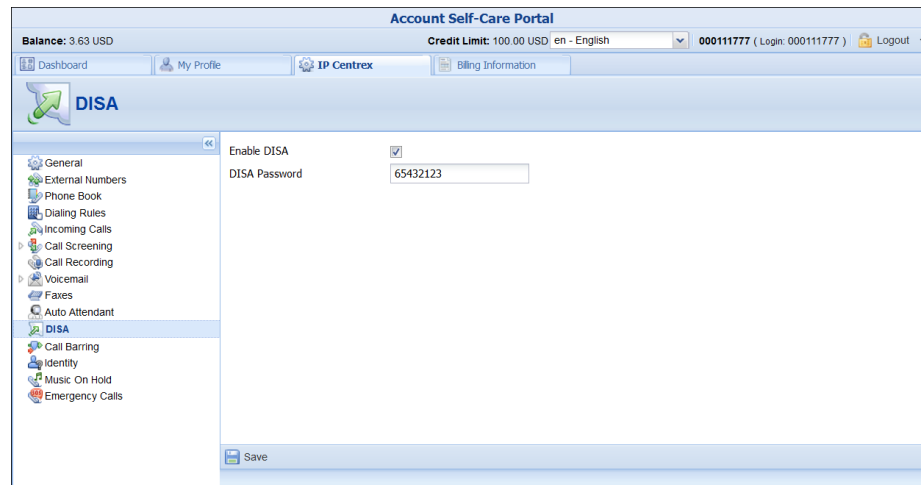 Account Self-Care Portal
Balance: 3.63 USD Credit Limit: 100.00 USD en - English 000111777 ( Login: 000111777 ) Logout
Dashboard My Profile IP Centrex Billing Information
DISA
General
External Numbers
Phone Book
Dialing Rules
Incoming Calls
Call Screening
Call Recording
Voicemail
Faxes
Auto Attendant
DISA
Call Barring
Identity
Music On Hold
Emergency Calls
Enable DISA
DISA Password 65432123
Save